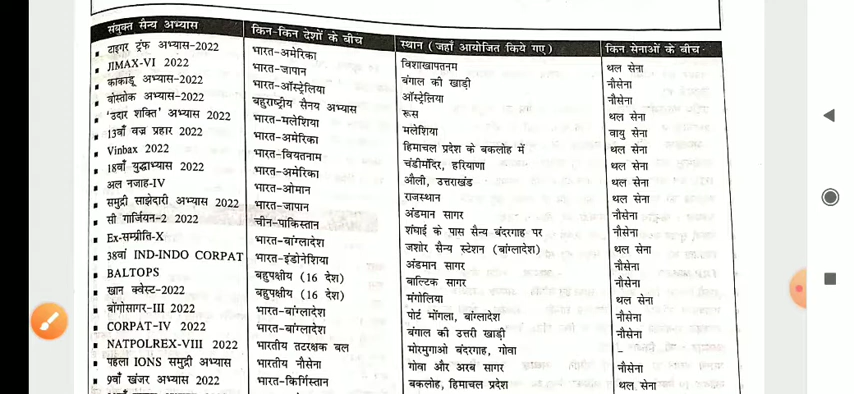 संयुक्त सैन्य अभ्यास किन-किन देशों के बीच स्थान (जहाँ आयोजित किये गए) किन सेनाओं के बीच
▪ टाइगर ट्रंफ अभ्यास-2022 भारत-अमेरिका विशाखापतनम थल सेना
▪ JIMAX-VI 2022 भारत-जापान बंगाल की खाड़ी नौसेना
▪ काकाडू अभ्यास-2022 भारत-ऑस्ट्रेलिया ऑस्ट्रेलिया नौसेना
▪ वोस्तोक अभ्यास-2022 बहुराष्ट्रीय सैनय अभ्यास रूस थल सेना
▪ 'उदार शक्ति' अभ्यास 2022 भारत-मलेशिया मलेशिया वायु सेना
▪ 13वाँ वज्र प्रहार 2022 भारत-अमेरिका हिमाचल प्रदेश के बकलोह में थल सेना
▪ Vinbax 2022 भारत-वियतनाम चंडीमंदिर, हरियाणा थल सेना
▪ 18वाँ युद्धाभ्यास 2022 भारत-अमेरिका औली, उत्तराखंड थल सेना
▪ अल नजाह-IV भारत-ओमान राजस्थान थल सेना
▪ समुद्री साझेदारी अभ्यास 2022 भारत-जापान अंडमान सागर नौसेना
▪ सी गार्जियन-2 2022 चीन-पाकिस्तान शंघाई के पास सैन्य बंदरगाह पर नौसेना
▪ Ex-सम्प्रीति-X भारत-बांग्लादेश जशोर सैन्य स्टेशन (बांग्लादेश) थल सेना
▪ 38वां IND-INDO CORPAT भारत-इंडोनेशिया अंडमान सागर नौसेना
▪ BALTOPS बहुपक्षीय (16 देश) बाल्टिक सागर नौसेना
▪ खान क्वेस्ट-2022 बहुपक्षीय (16 देश) मंगोलिया थल सेना
▪ बोंगोसागर-III 2022 भारत-बांग्लादेश पोर्ट मोंगला, बांग्लादेश नौसेना
▪ CORPAT-IV 2022 भारत-बांग्लादेश बंगाल की उत्तरी खाड़ी नौसेना
▪ NATPOLREX-VIII 2022 भारतीय तटरक्षक बल मोरमुगाओ बंदरगाह, गोवा –
▪ पहला IONS समुद्री अभ्यास भारतीय नौसेना गोवा और अरब सागर नौसेना
▪ 9वाँ खंजर अभ्यास 2022 भारत-किर्गिस्तान बकलोह, हिमाचल प्रदेश थल सेना